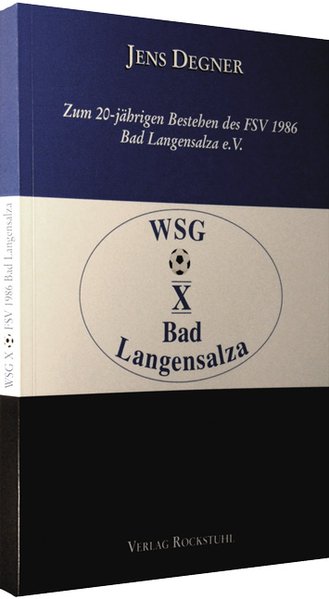 JENS DEGNER
Zum 20-jährigen Bestehen des FSV 1986
Bad Langensalza e.V.
WSG
X
Bad
Langensalza
VERLAG ROCKSTUHL
WSG X FSV 1986 Bad Langensalza